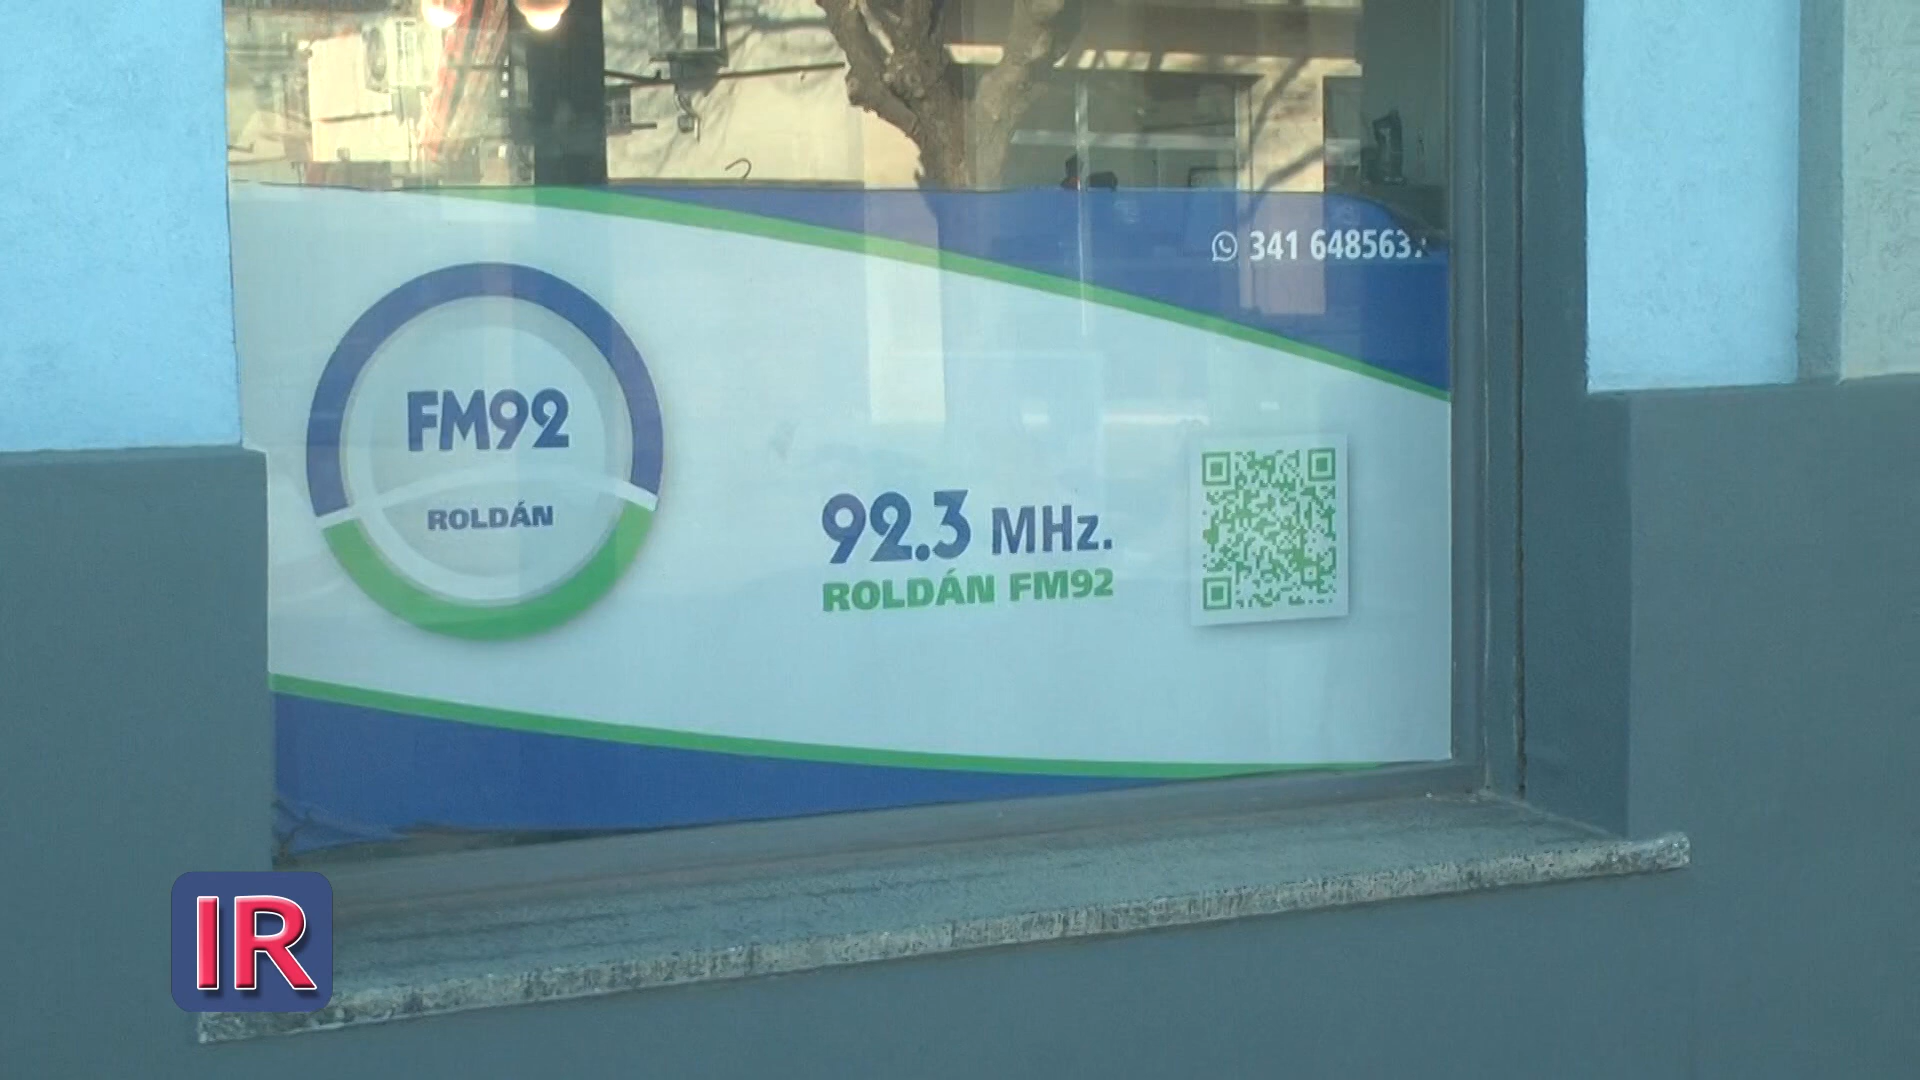 341 648563
FM92
ROLDÁN
92.3 MHz.
ROLDÁN FM92
IR